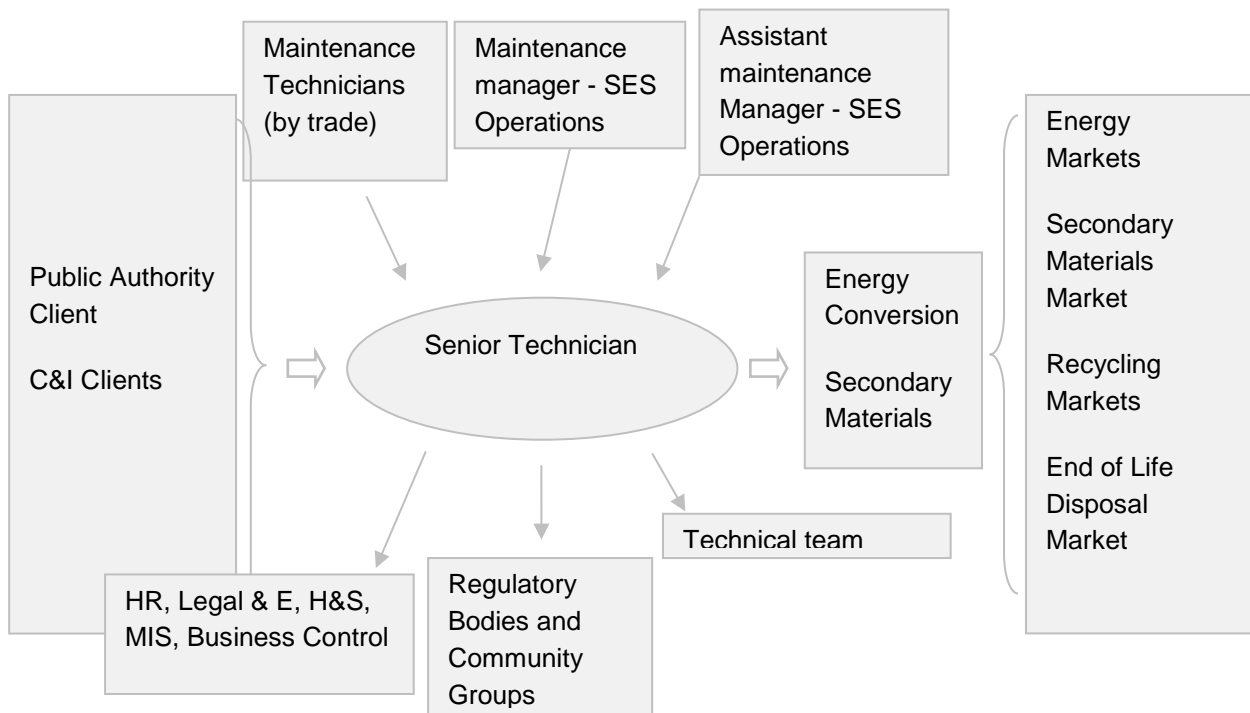 Maintenance
Technicians
(by trade)
Maintenance
manager - SES
Operations
Assistant
maintenance
Manager - SES
Operations
Public Authority
Client
C&I Clients
Senior Technician
Energy
Conversion
Secondary
Materials
Energy
Markets
Secondary
Materials
Market
Recycling
Markets
End of Life
Disposal
Market
HR, Legal & E, H&S,
MIS, Business Control
Regulatory
Bodies and
Community
Groups
Technical team